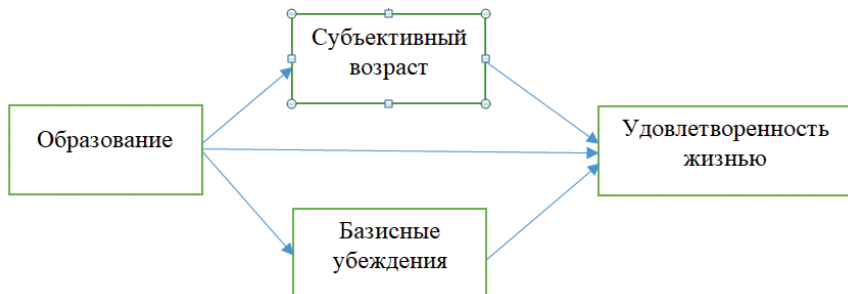 Субъективный
возраст
Образование
Удовлетворенность
жизнью
Базисные
убеждения